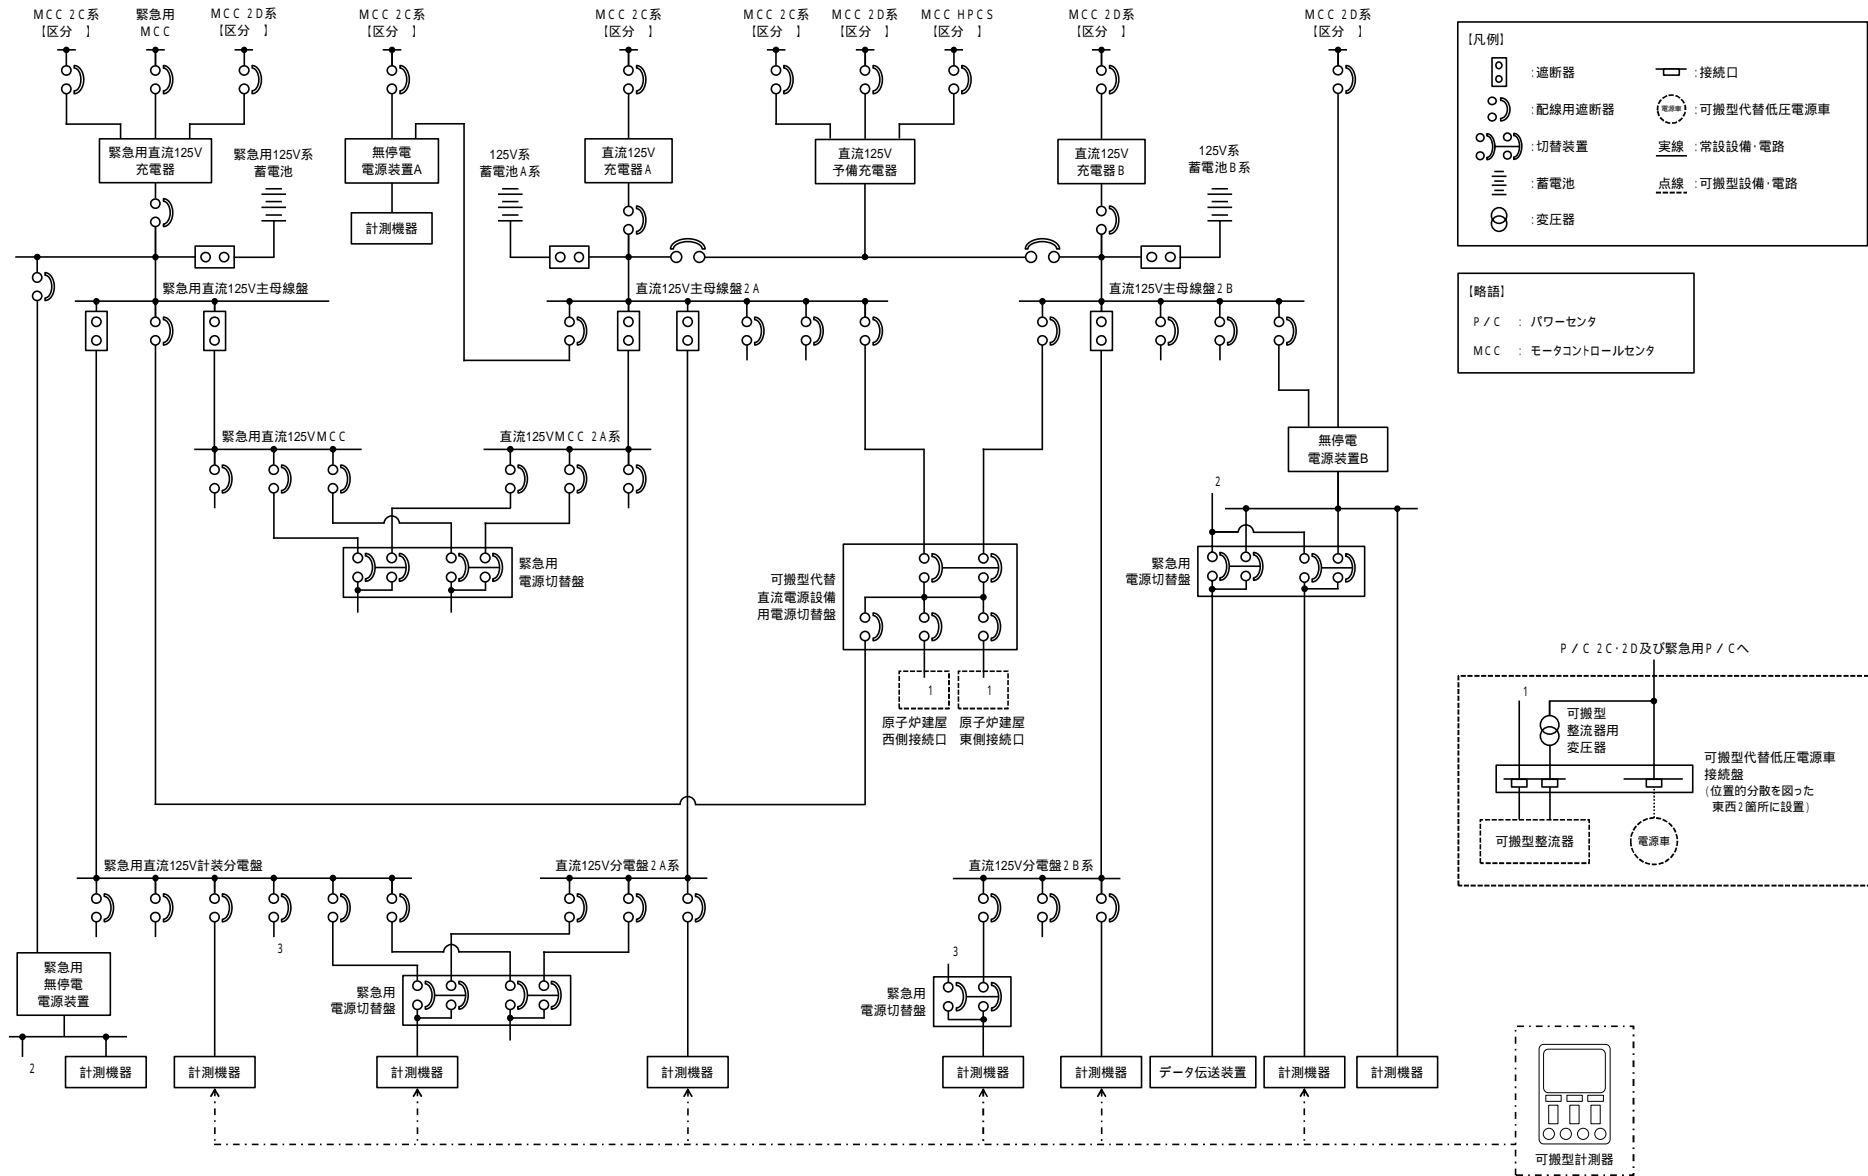 MCC 2C系
【区分　】
緊急用
MCC
MCC 2D系
【区分　】
MCC 2C系
【区分　】
MCC 2C系
【区分　】
MCC 2C系
【区分　】
MCC 2D系
【区分　】
MCC HPCS
【区分　】
MCC 2D系
【区分　】
MCC 2D系
【区分　】
緊急用直流125V
充電器
緊急用125V系
蓄電池
無停電
電源装置A
計測機器
125V系
蓄電池A系
直流125V
充電器A
直流125V
予備充電器
直流125V
充電器B
125V系
蓄電池B系
緊急用直流125V主母線盤
直流125V主母線盤2A
直流125V主母線盤2B
緊急用直流125VMCC
直流125VMCC 2A系
無停電
電源装置B
2
緊急用
電源切替盤
可搬型代替
直流電源設備
用電源切替盤
緊急用
電源切替盤
1
1
原子炉建屋
西側接続口
原子炉建屋
東側接続口
緊急用直流125V計装分電盤
直流125V分電盤2A系
直流125V分電盤2B系
3
3
緊急用
無停電
電源装置
緊急用
電源切替盤
緊急用
電源切替盤
2
計測機器
計測機器
計測機器
計測機器
計測機器
計測機器
データ伝送装置
計測機器
計測機器
【凡例】
:遮断器
:接続口
:配線用遮断器
電源車
:可搬型代替低圧電源車
:切替装置
実線
:常設設備・電路
:蓄電池
点線
:可搬型設備・電路
:変圧器
【略語】
P/C : パワーセンタ
MCC : モータコントロールセンタ
P/C 2C・2D及び緊急用P/Cへ
1
可搬型
整流器用
変圧器
可搬型代替低圧電源車
接続盤
(位置的分散を図った
東西2箇所に設置)
可搬型整流器
電源車
可搬型計測器